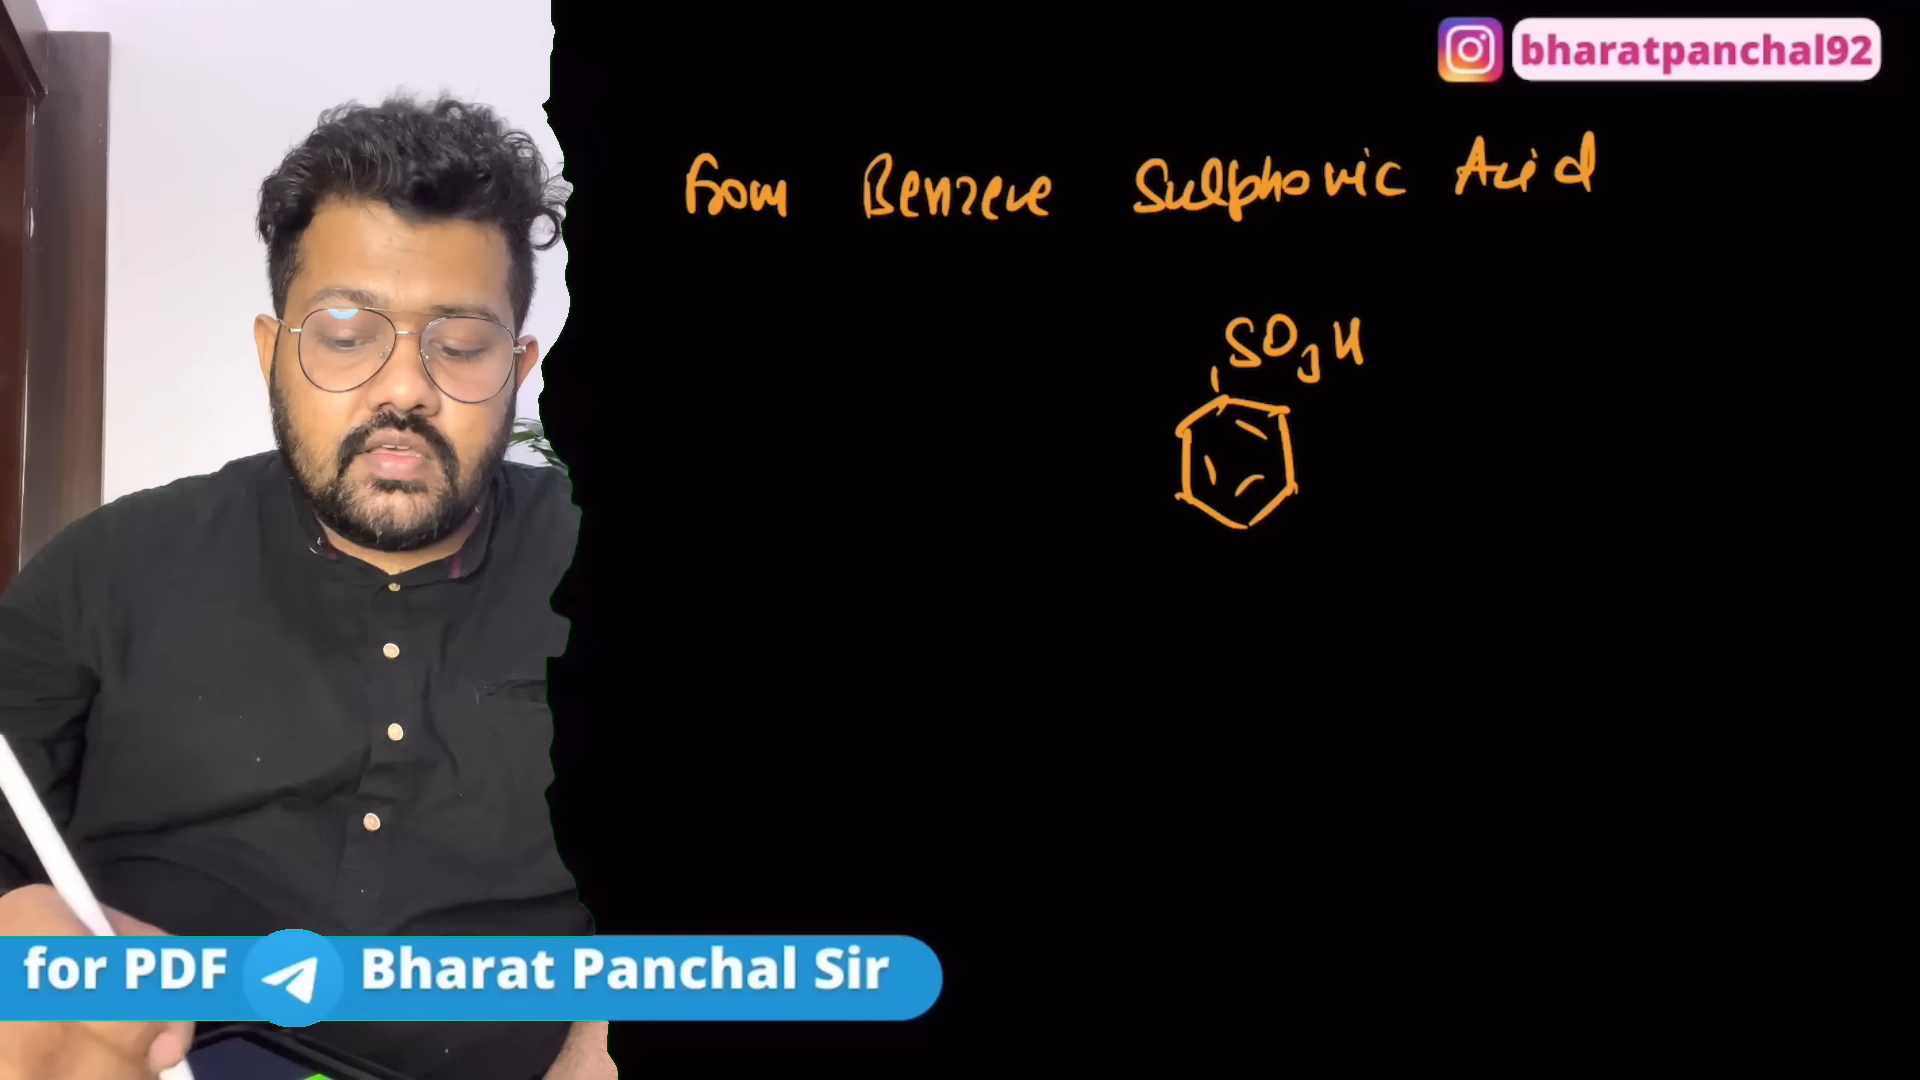 bharatpanchal92
from Benzene Sulphonic Acid
SO3H
for PDF Bharat Panchal Sir